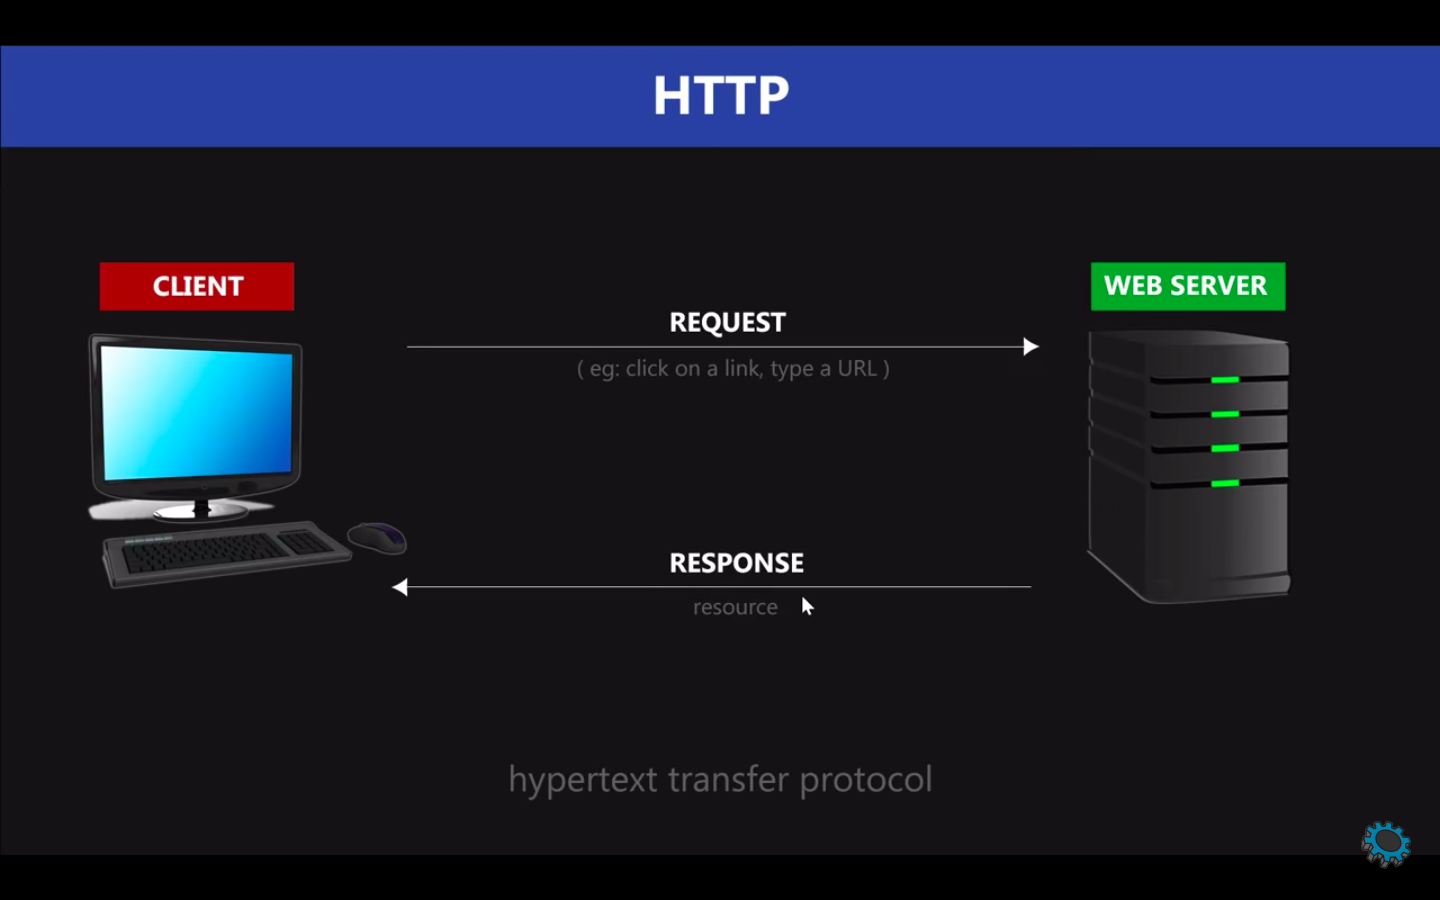 HTTP
CLIENT
WEB SERVER
REQUEST
( eg: click on a link, type a URL )
RESPONSE
resource
hypertext transfer protocol